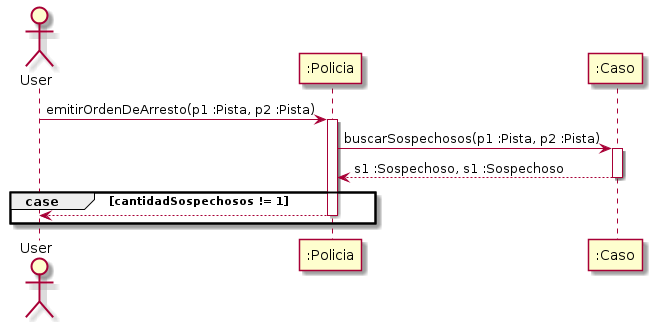 User
:Policia
:Caso
emitirOrdenDeArresto(p1 :Pista, p2 :Pista)
buscarSospechosos(p1 :Pista, p2 :Pista)
s1 :Sospechoso, s1 :Sospechoso
case [cantidadSospechosos != 1]
User
:Policia
:Caso